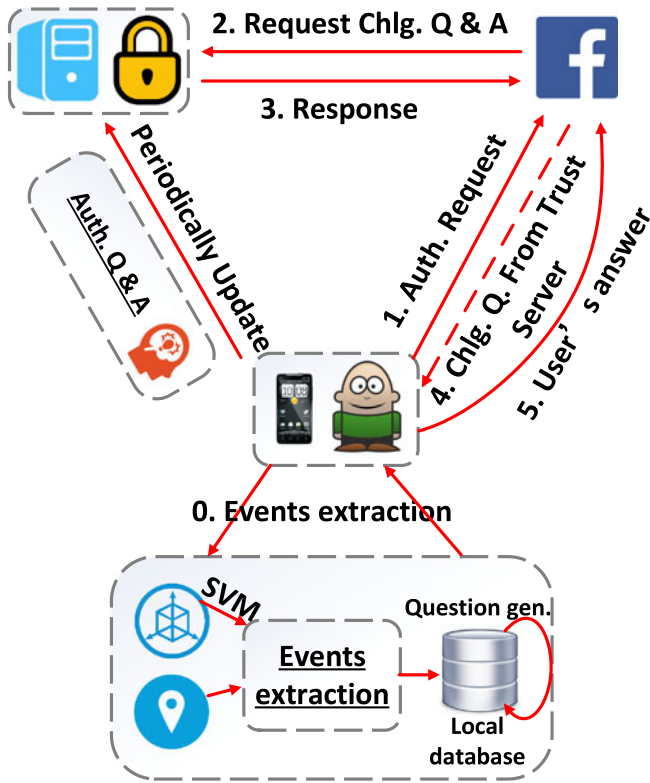 2. Request Chlg. Q & A
3. Response
Periodically Update
Auth. Q & A
1. Auth. Request
4. Chlg. Q. From Trust
Server
5. User’ s answer
0. Events extraction
SVM
Events
extraction
Question gen.
Local
database